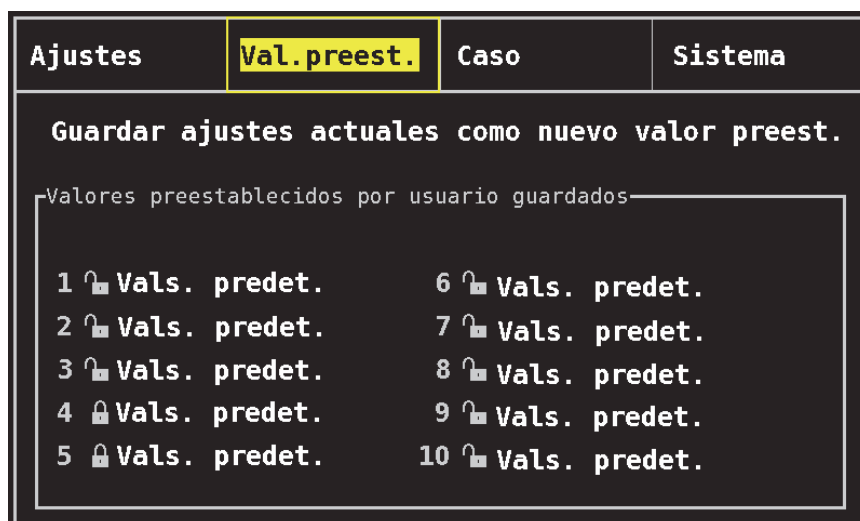 Ajustes Val.preest. Caso Sistema
Guardar ajustes actuales como nuevo valor preest.
Valores preestablecidos por usuario guardados
1 Vals. predet. 6 Vals. predet.
2 Vals. predet. 7 Vals. predet.
3 Vals. predet. 8 Vals. predet.
4 Vals. predet. 9 Vals. predet.
5 Vals. predet. 10 Vals. predet.